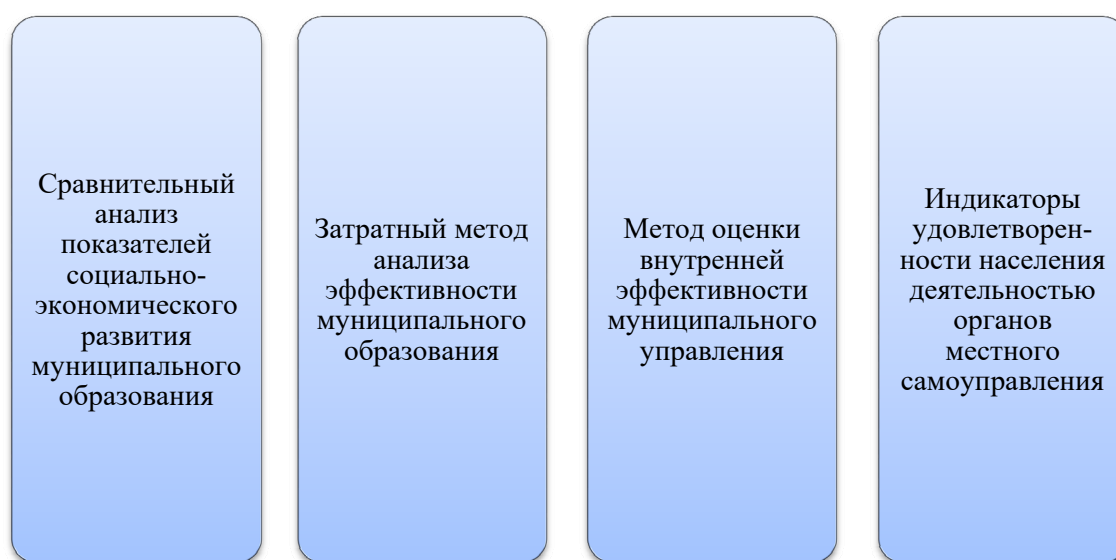 Сравнительный
анализ
показателей
социально-
экономического
развития
муниципального
образования
Затратный метод
анализа
эффективности
муниципального
образования
Метод оценки
внутренней
эффективности
муниципального
управления
Индикаторы
удовлетворен-
ности населения
деятельностью
органов
местного
самоуправления